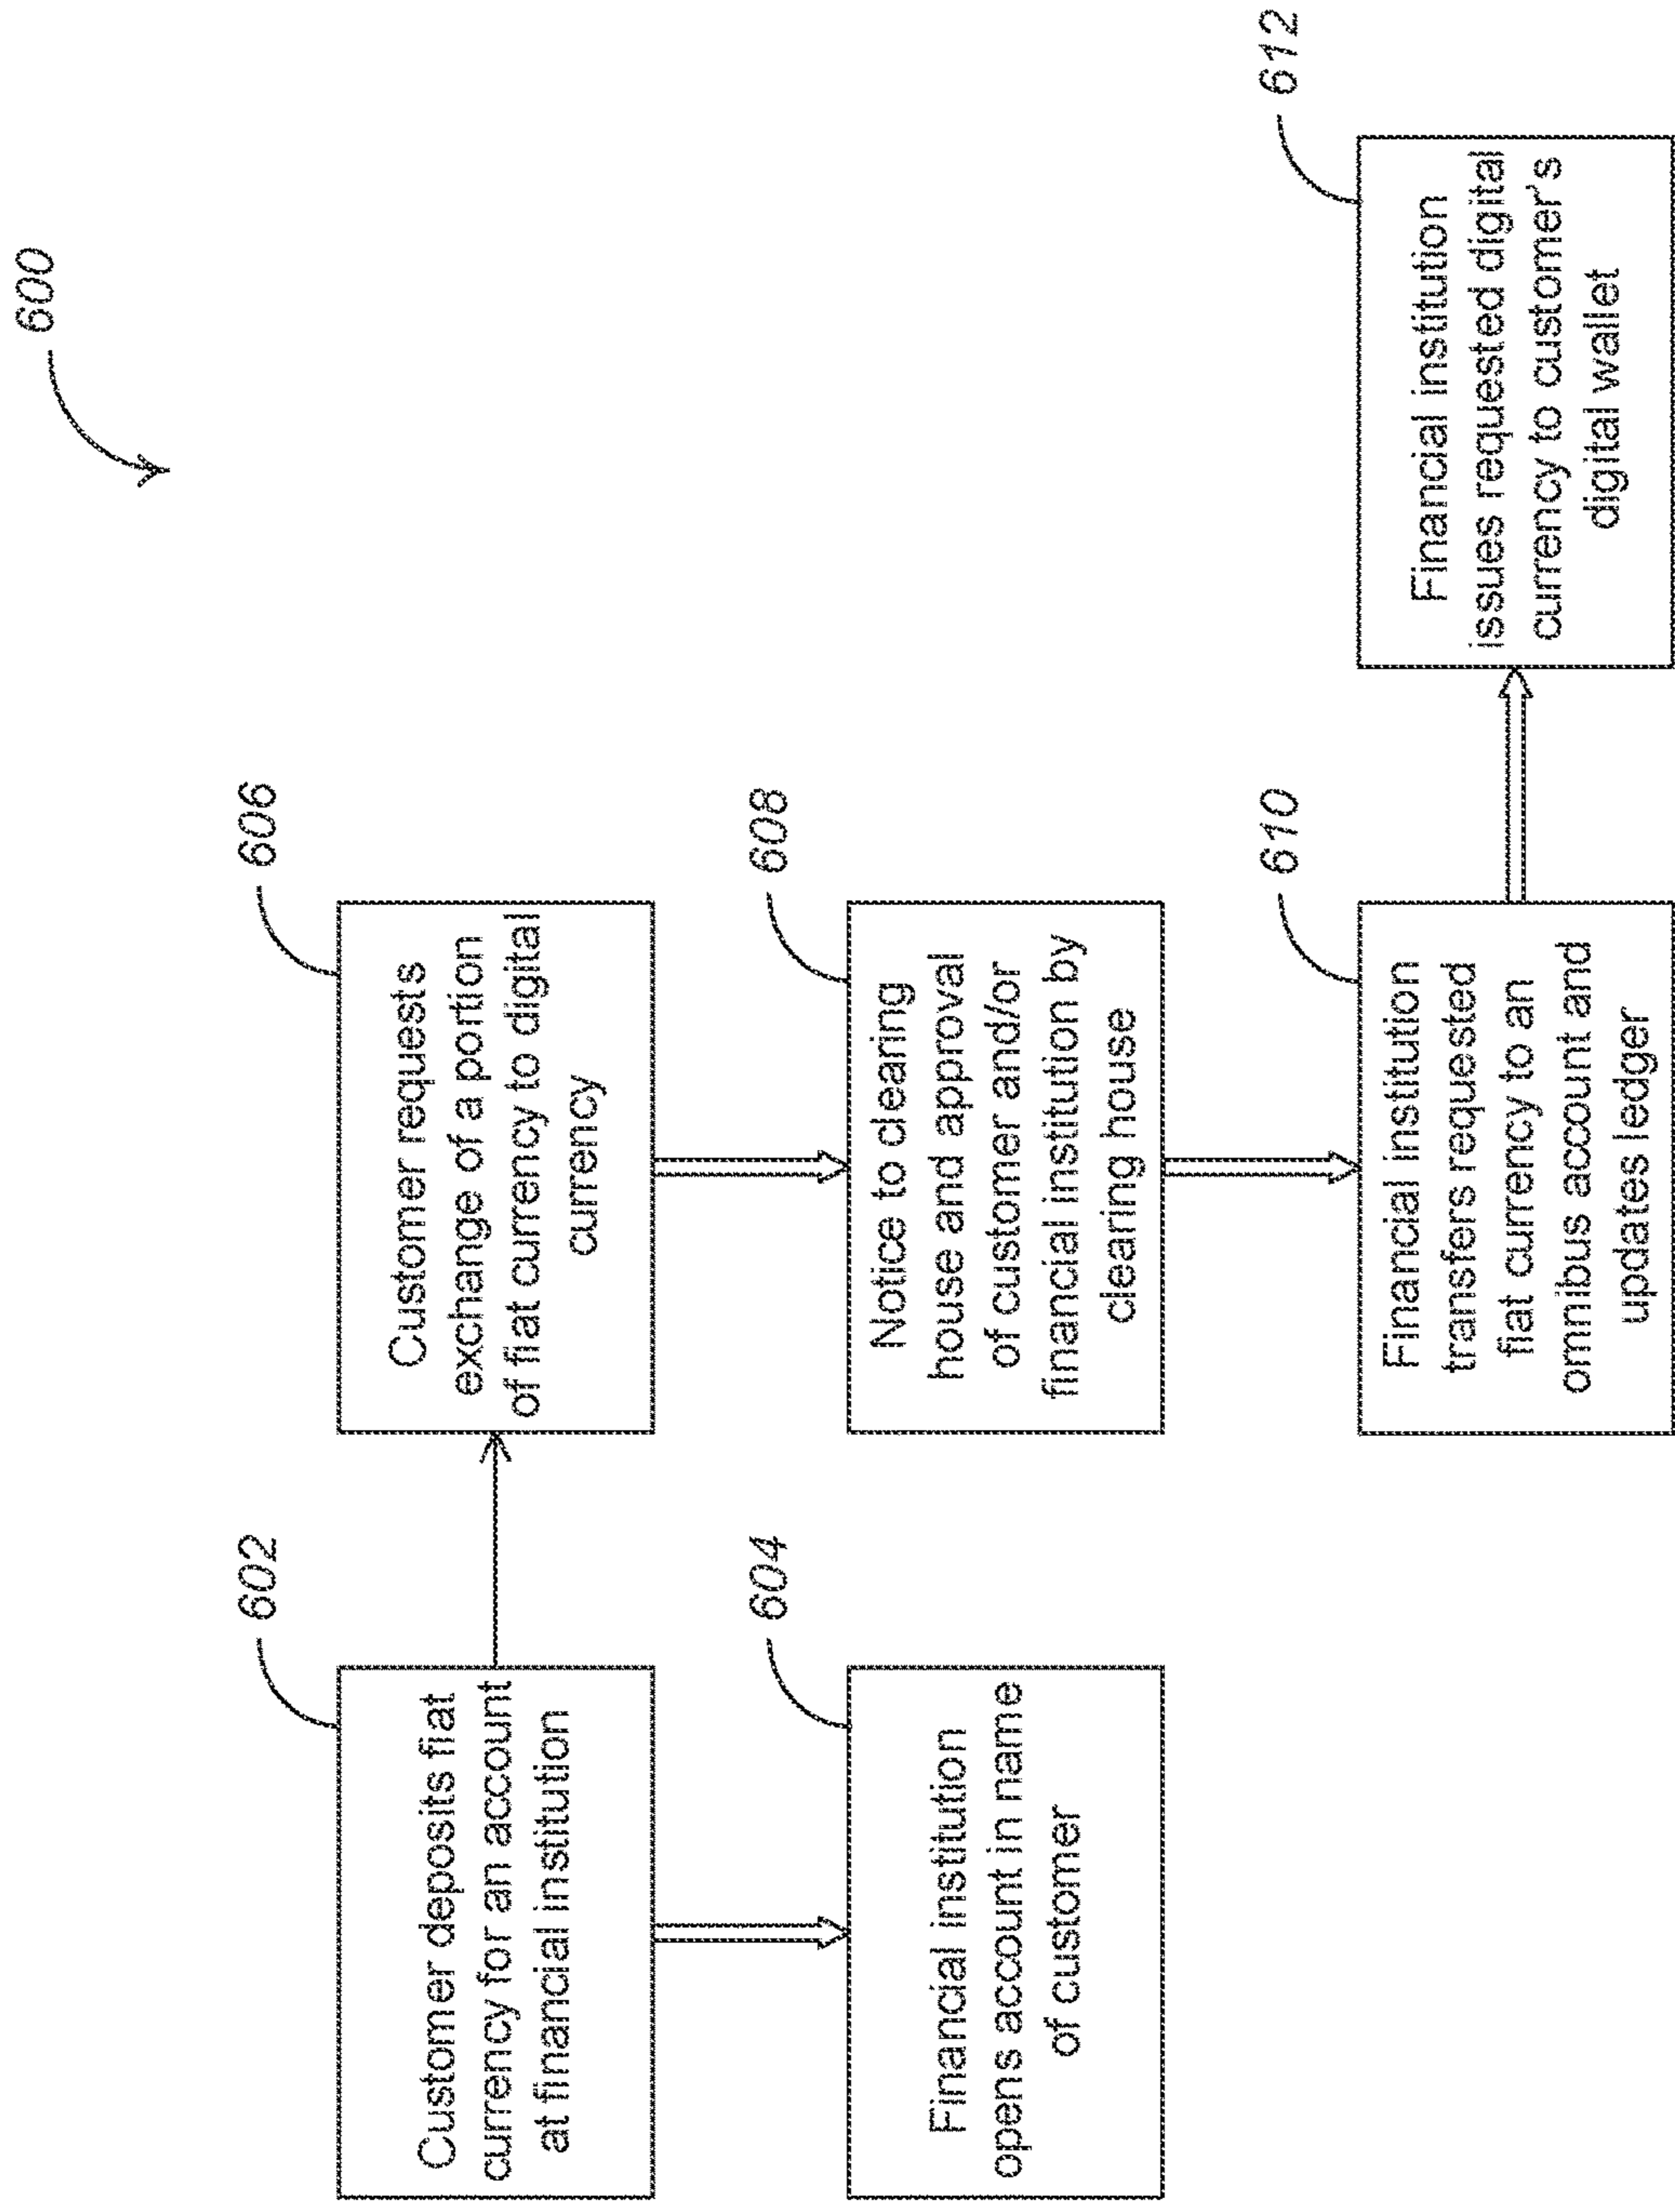 600
602
Customer deposits fiat
currency for an account
at financial institution
604
Financial institution
opens account in name
of customer
606
Customer requests
exchange of a portion
of fiat currency to digital
currency
608
Notice to clearing
house and approval
of customer and/or
financial institution by
clearing house
610
Financial institution
transfers requested
fiat currency to an
omnibus account and
updates ledger
612
Financial institution
issues requested digital
currency to customer's
digital wallet